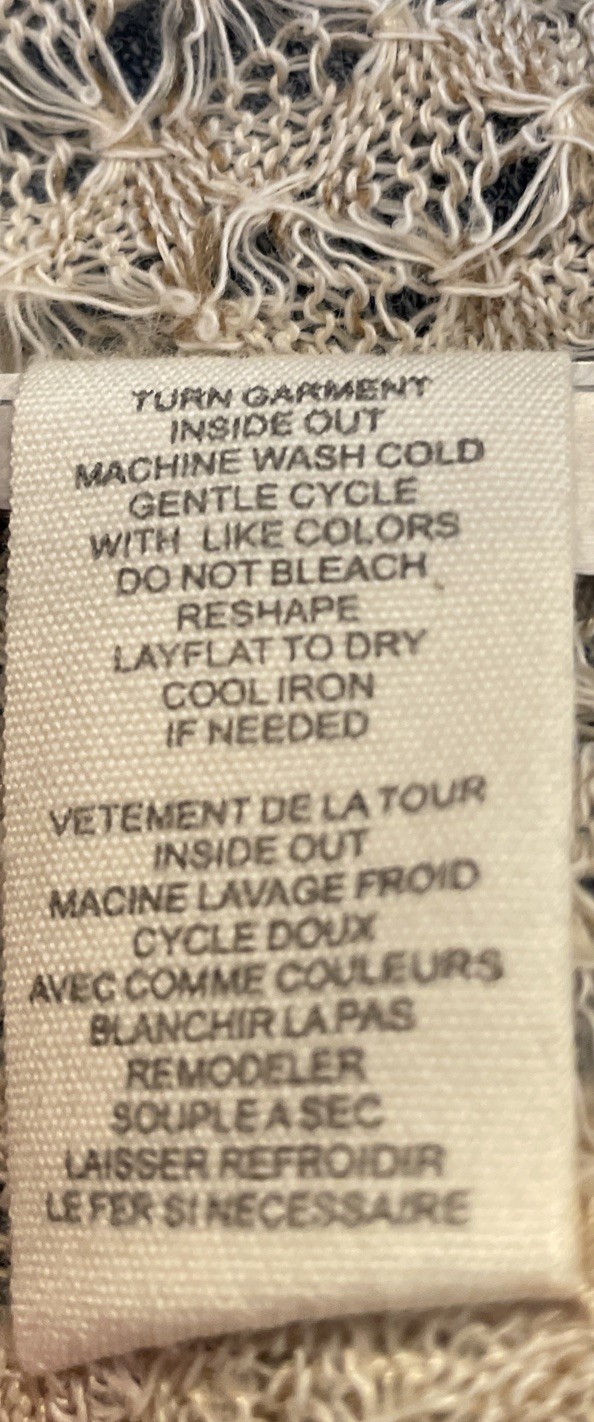 TURN GARMENT
INSIDE OUT
MACHINE WASH COLD
GENTLE CYCLE
WITH LIKE COLORS
DO NOT BLEACH
RESHAPE
LAYFLAT TO DRY
COOL IRON
IF NEEDED
VETEMENT DE LA TOUR
INSIDE OUT
MACINE LAVAGE FROID
CYCLE DOUX
AVEC COMME COULEURS
BLANCHIR LA PAS
REMODELER
SOUPLE A SEC
LAISSER REFROIDIR
LE FER SI NECESSAIRE